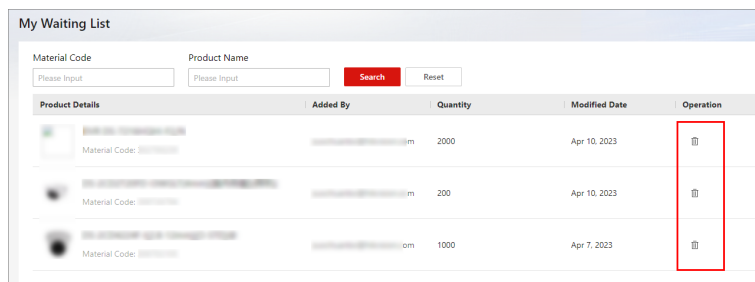 My Waiting List
Material Code Product Name
Please Input Please Input Search Reset
Product Details Added By Quantity Modified Date Operation
m 2000 Apr 10, 2023
Material Code:
m 200 Apr 10, 2023
Material Code:
om 1000 Apr 7, 2023
Material Code: